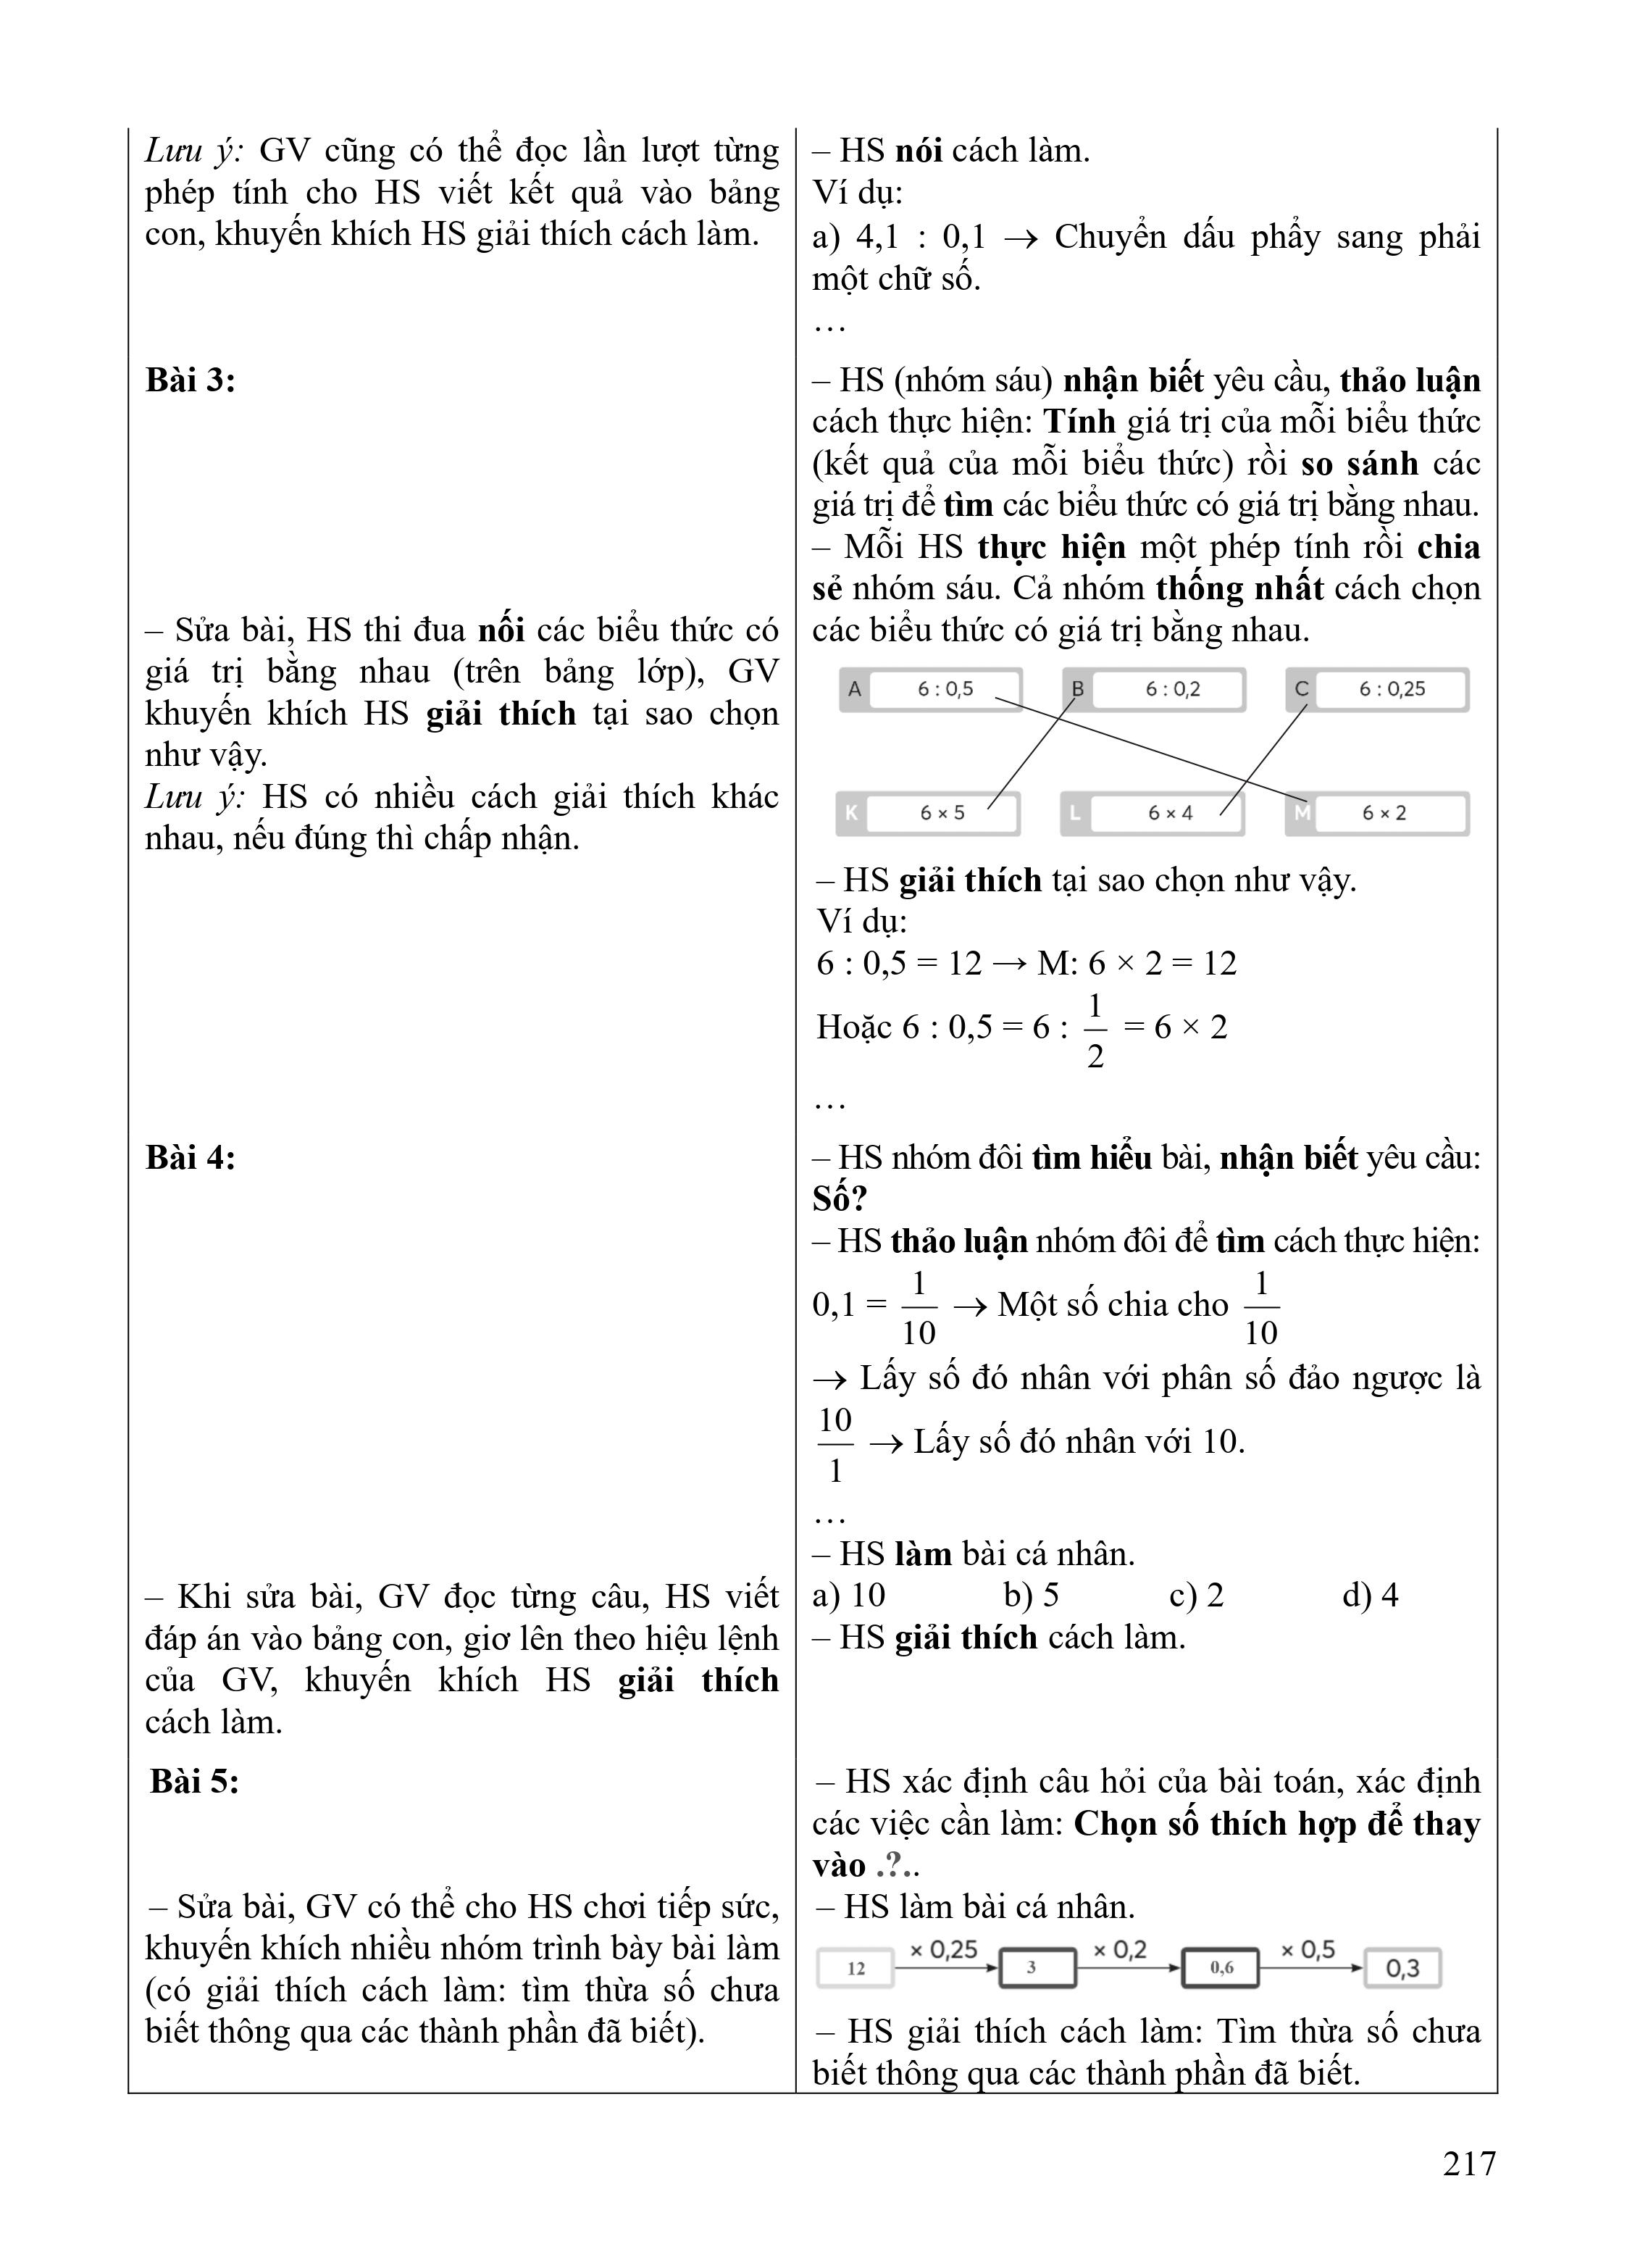 Lưu ý: GV cũng có thể đọc lần lượt từng
phép tính cho HS viết kết quả vào bảng
con, khuyến khích HS giải thích cách làm.
– HS nói cách làm.
Ví dụ:
a) 4,1 : 0,1 → Chuyển dấu phẩy sang phải
một chữ số.
…
Bài 3:
– HS (nhóm sáu) nhận biết yêu cầu, thảo luận
cách thực hiện: Tính giá trị của mỗi biểu thức
(kết quả của mỗi biểu thức) rồi so sánh các
giá trị để tìm các biểu thức có giá trị bằng nhau.
– Mỗi HS thực hiện một phép tính rồi chia
sẻ nhóm sáu. Cả nhóm thống nhất cách chọn
các biểu thức có giá trị bằng nhau.
– Sửa bài, HS thi đua nối các biểu thức có
giá trị bằng nhau (trên bảng lớp), GV
khuyến khích HS giải thích tại sao chọn
như vậy.
Lưu ý: HS có nhiều cách giải thích khác
nhau, nếu đúng thì chấp nhận.
A 6 : 0,5 B 6 : 0,2 C 6 : 0,25
K 6 × 5 L 6 × 4 M 6 × 2
– HS giải thích tại sao chọn như vậy.
Ví dụ:
6 : 0,5 = 12 → M: 6 × 2 = 12
Hoặc 6 : 0,5 = 6 : 1/2 = 6 × 2
…
Bài 4:
– HS nhóm đôi tìm hiểu bài, nhận biết yêu cầu:
Số?
– HS thảo luận nhóm đôi để tìm cách thực hiện:
0,1 = 1/10 → Một số chia cho 1/10
→ Lấy số đó nhân với phân số đảo ngược là
10/1 → Lấy số đó nhân với 10.
…
– HS làm bài cá nhân.
a) 10 b) 5 c) 2 d) 4
– HS giải thích cách làm.
– Khi sửa bài, GV đọc từng câu, HS viết
đáp án vào bảng con, giơ lên theo hiệu lệnh
của GV, khuyến khích HS giải thích
cách làm.
Bài 5:
– HS xác định câu hỏi của bài toán, xác định
các việc cần làm: Chọn số thích hợp để thay
vào .?..
– Sửa bài, GV có thể cho HS chơi tiếp sức,
khuyến khích nhiều nhóm trình bày bài làm
(có giải thích cách làm: tìm thừa số chưa
biết thông qua các thành phần đã biết).
– HS làm bài cá nhân.
12 × 0,25 3 × 0,2 0,6 × 0,5 0,3
– HS giải thích cách làm: Tìm thừa số chưa
biết thông qua các thành phần đã biết.
217